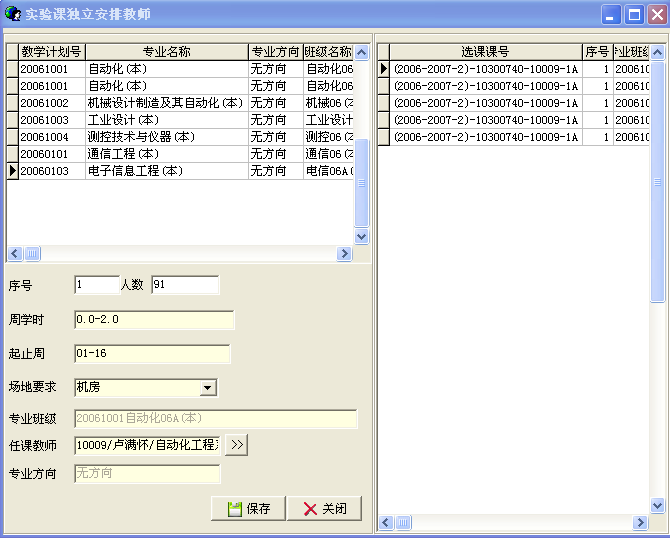 实验课独立安排教师
教学计划号 专业名称 专业方向 班级名称
20061001 自动化(本) 无方向 自动化06
20061001 自动化(本) 无方向 自动化06
20061002 机械设计制造及其自动化(本) 无方向 机械06(
20061003 工业设计(本) 无方向 工业设计
20061004 测控技术与仪器(本) 无方向 测控06(
20060101 通信工程(本) 无方向 通信06(
20060103 电子信息工程(本) 无方向 电信06A(
选课课号 序号 业班级
(2006-2007-2)-10300740-10009-1A 1 200610
(2006-2007-2)-10300740-10009-1A 1 200610
(2006-2007-2)-10300740-10009-1A 1 200610
(2006-2007-2)-10300740-10009-1A 1 200610
(2006-2007-2)-10300740-10009-1A 1 200610
序号 1 人数 91
周学时 0.0-2.0
起止周 01-16
场地要求 机房
专业班级 20061001自动化06A(本)
任课教师 10009/卢满怀/自动化工程 >>
专业方向 无方向
保存 关闭